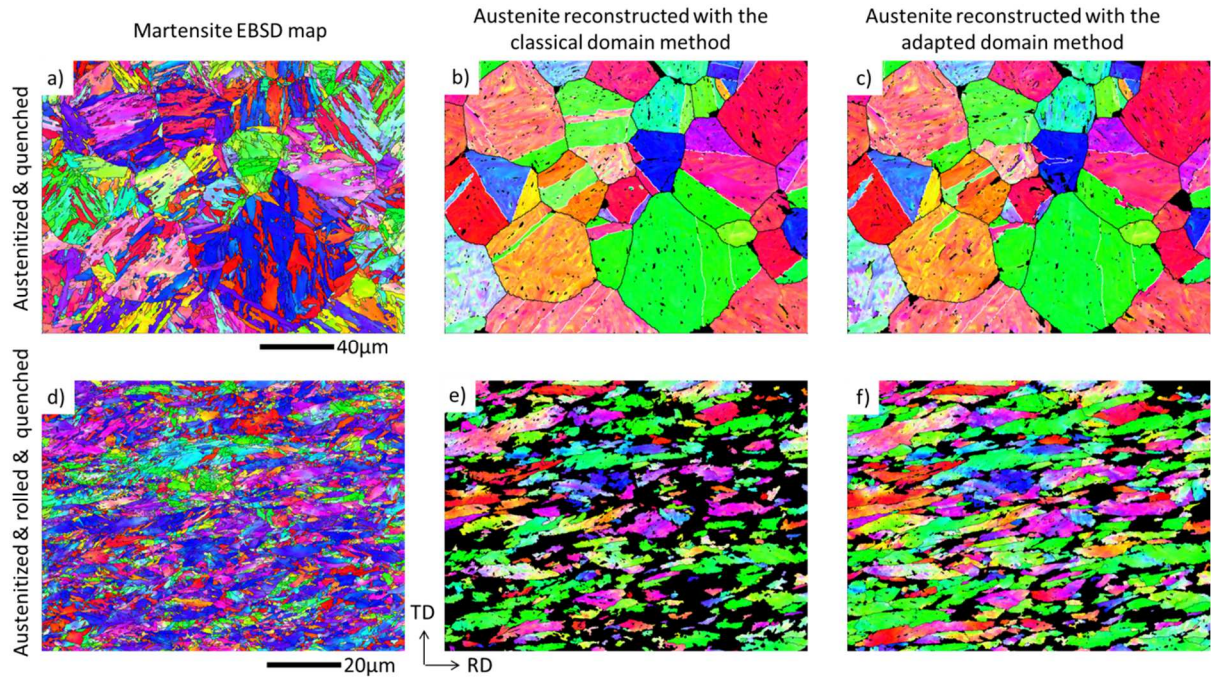 Martensite EBSD map
Austenite reconstructed with the
classical domain method
Austenite reconstructed with the
adapted domain method
Austenitized & quenched
a)
b)
c)
40µm
Austenitized & rolled & quenched
d)
e)
f)
20µm
TD
RD